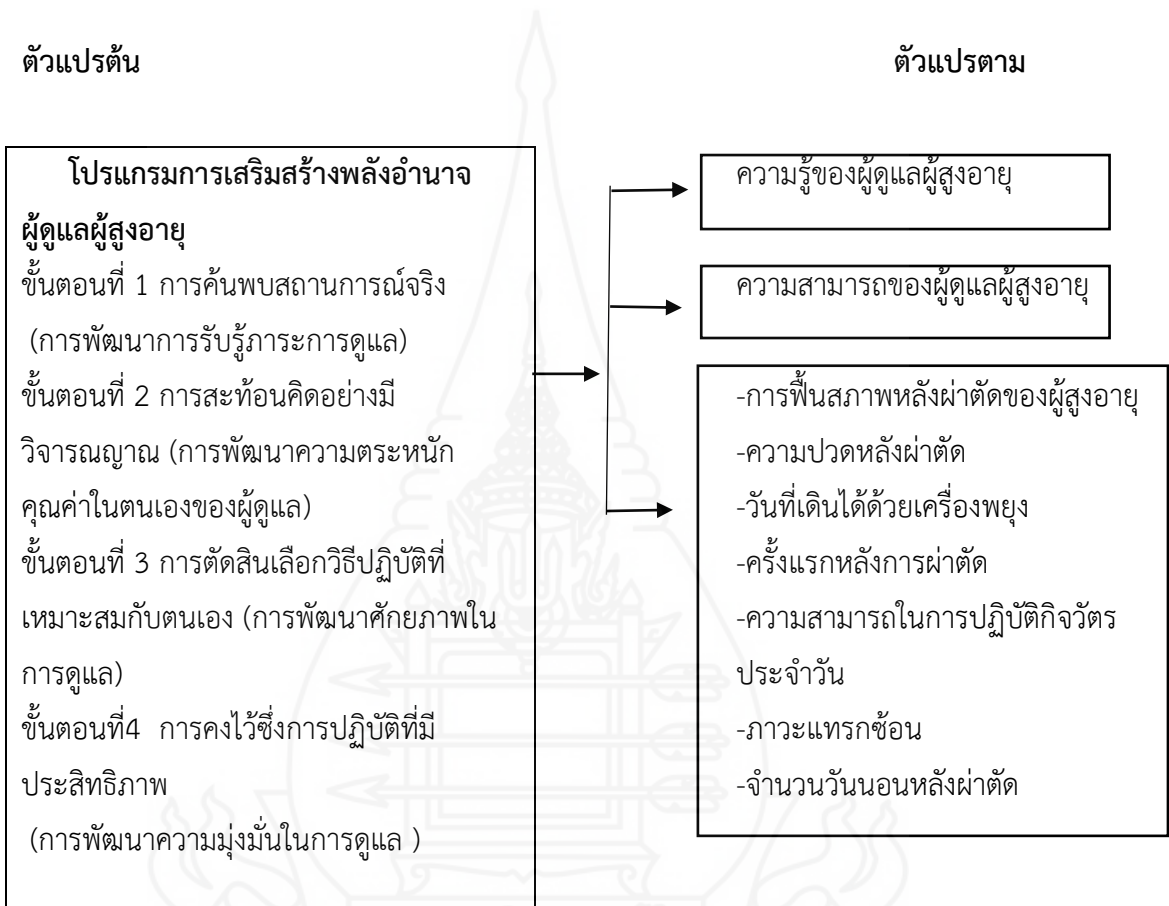 ตัวแปรต้น
ตัวแปรตาม
โปรแกรมการเสริมสร้างพลังอำนาจ
ผู้ดูแลผู้สูงอายุ
ขั้นตอนที่ 1 การค้นพบสถานการณ์จริง
(การพัฒนาการรับรู้ภาระการดูแล)
ขั้นตอนที่ 2 การสะท้อนคิดอย่างมี
วิจารณญาณ (การพัฒนาความตระหนัก
คุณค่าในตนเองของผู้ดูแล)
ขั้นตอนที่ 3 การตัดสินเลือกวิธีปฏิบัติที่
เหมาะสมกับตนเอง (การพัฒนาศักยภาพใน
การดูแล)
ขั้นตอนที่4 การคงไว้ซึ่งการปฏิบัติที่มี
ประสิทธิภาพ
(การพัฒนาความมุ่งมั่นในการดูแล )
ความรู้ของผู้ดูแลผู้สูงอายุ
ความสามารถของผู้ดูแลผู้สูงอายุ
-การฟื้นสภาพหลังผ่าตัดของผู้สูงอายุ
-ความปวดหลังผ่าตัด
-วันที่เดินได้ด้วยเครื่องพยุง
-ครั้งแรกหลังการผ่าตัด
-ความสามารถในการปฏิบัติกิจวัตร
ประจำวัน
-ภาวะแทรกซ้อน
-จำนวนวันนอนหลังผ่าตัด